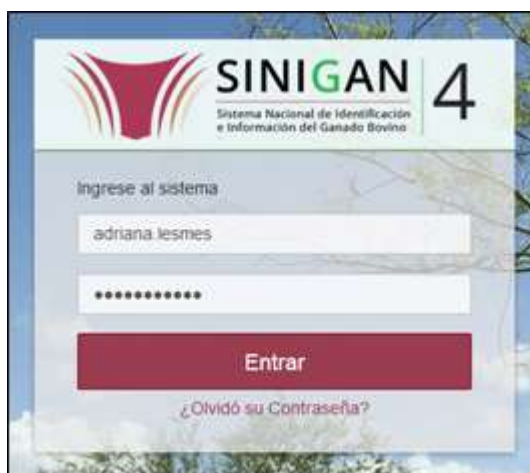 SINIGAN 4
Sistema Nacional de Identificación
e Información del Ganado Bovino
Ingrese al sistema
adriana.lesmes
•••••••••••
Entrar
¿Olvidó su Contraseña?